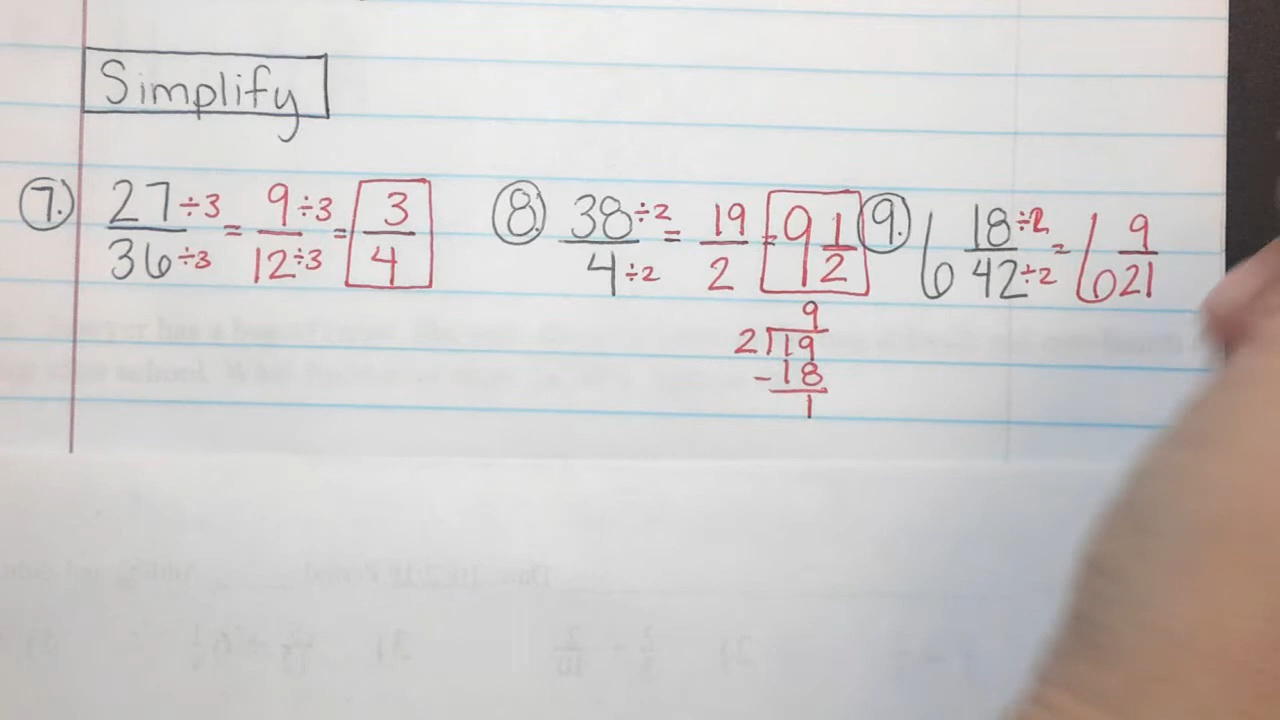 Simplify
7. 27÷3/36÷3 = 9÷3/12÷3 = 3/4
8. 38÷2/4÷2 = 19/2 = 9 1/2
9. 6 18÷2/42÷2 = 6 9/21
9
2⟌19
-18
1